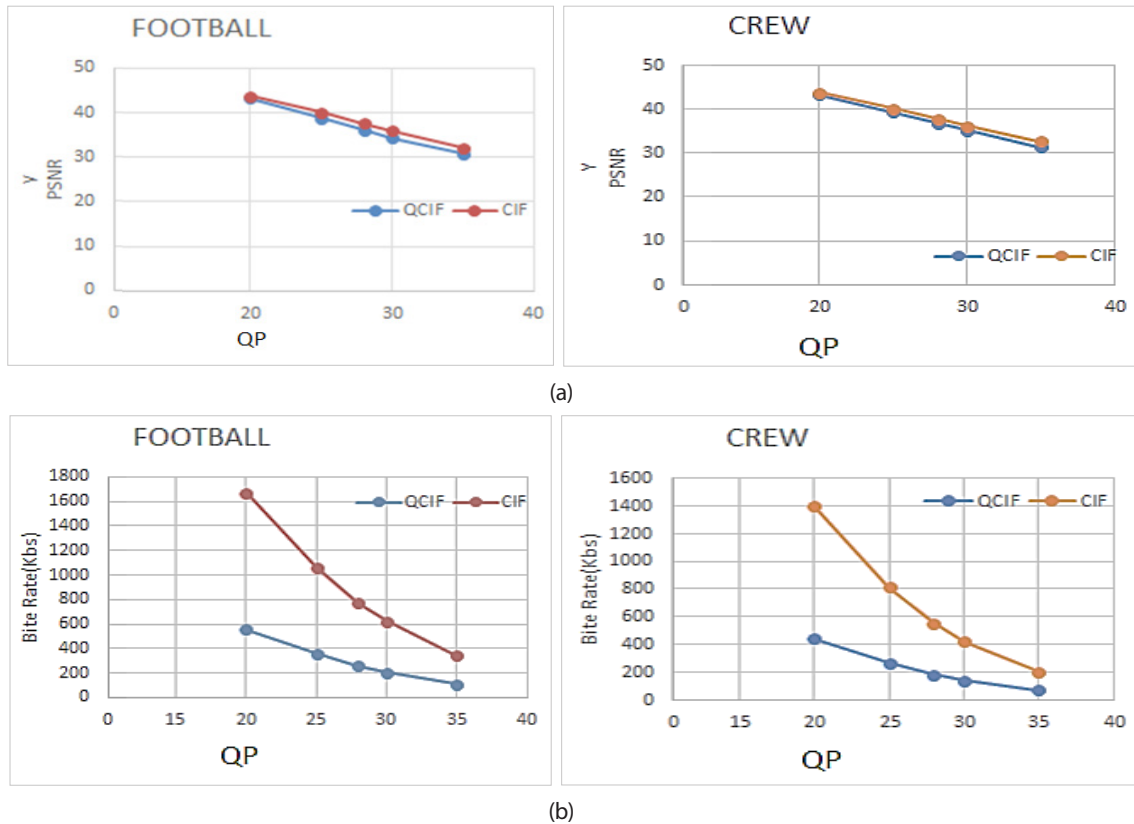 FOOTBALL
50
40
30
20
10
0
Y
PSNR
QCIF CIF
0 20 30 40
QP
CREW
50
40
30
20
10
0
Y
PSNR
QCIF CIF
0 20 30 40
QP
(a)
FOOTBALL
1800
1600
1400
1200
1000
800
600
400
200
0
Bite Rate(Kbs)
QCIF CIF
0 15 20 25 30 35 40
QP
CREW
1600
1400
1200
1000
800
600
400
200
0
Bite Rate(Kbs)
QCIF CIF
0 15 20 25 30 35 40
QP
(b)